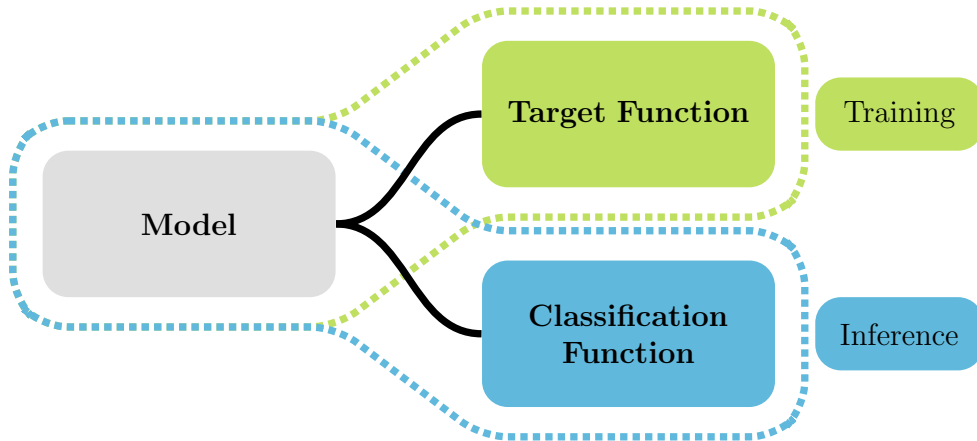 Target Function
Training
Model
Classification
Function
Inference